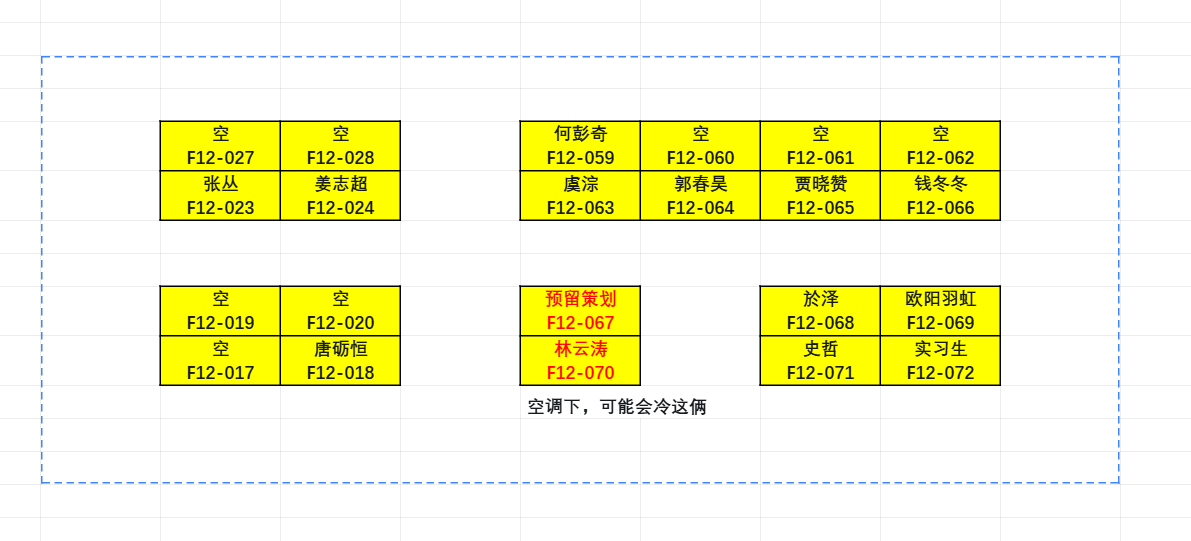 空 空 何彭奇 空 空 空
F12-027 F12-028 F12-059 F12-060 F12-061 F12-062
张丛 姜志超 虞淙 郭春昊 贾晓赞 钱冬冬
F12-023 F12-024 F12-063 F12-064 F12-065 F12-066
空 空 预留策划 於泽 欧阳羽虹
F12-019 F12-020 F12-067 F12-068 F12-069
空 唐砺恒 林云涛 史哲 实习生
F12-017 F12-018 F12-070 F12-071 F12-072
空调下，可能会冷这俩